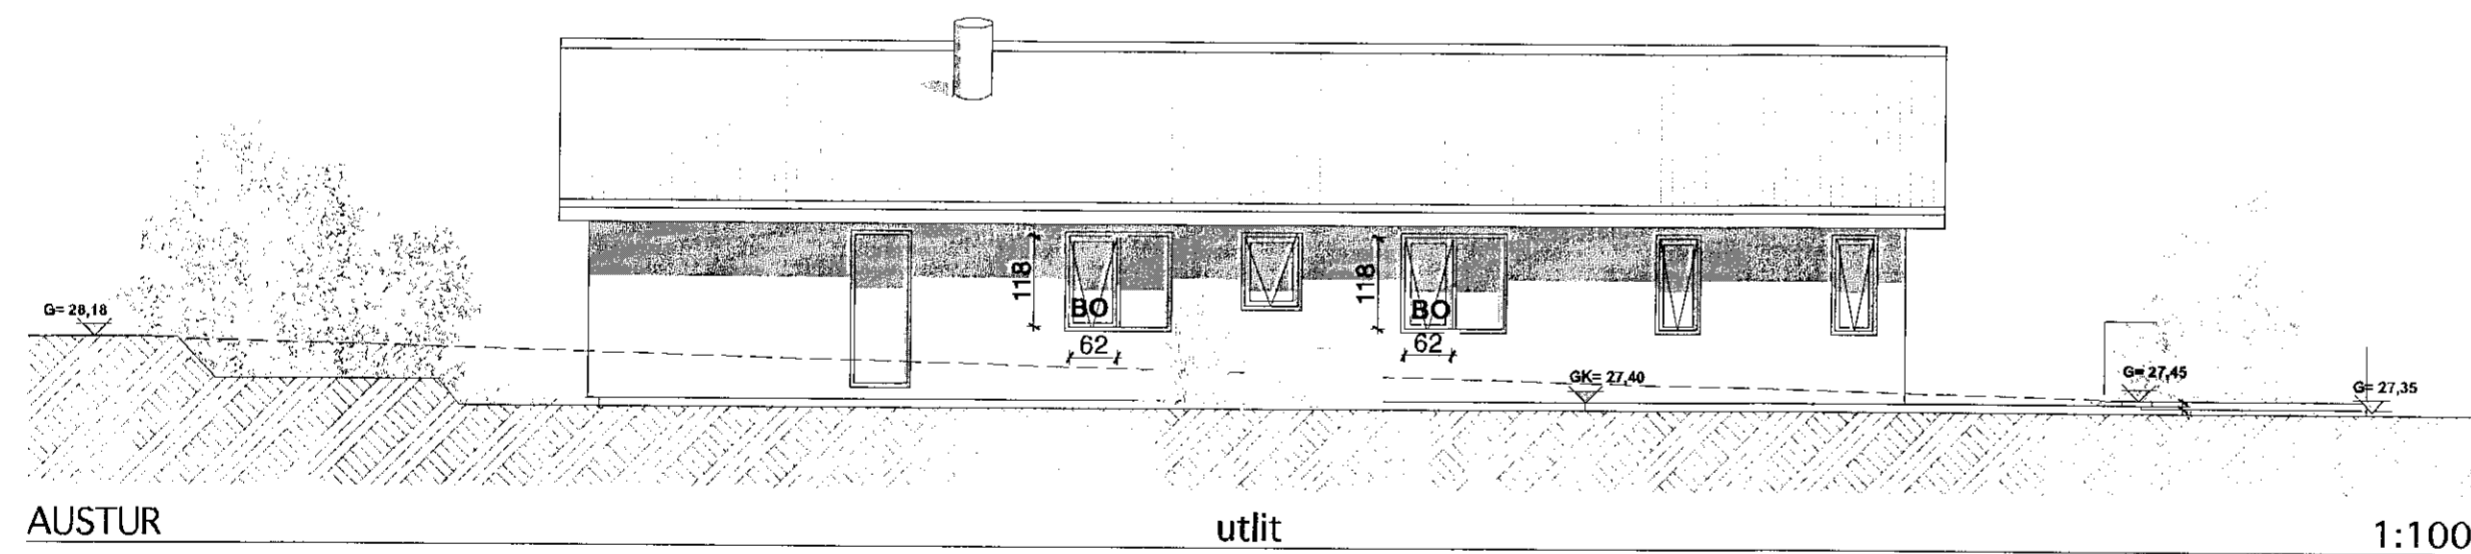 G= 28,18
118
BO
62
118
BO
62
GK= 27,40
G= 27,45
G= 27,35
AUSTUR
utlit
1:100